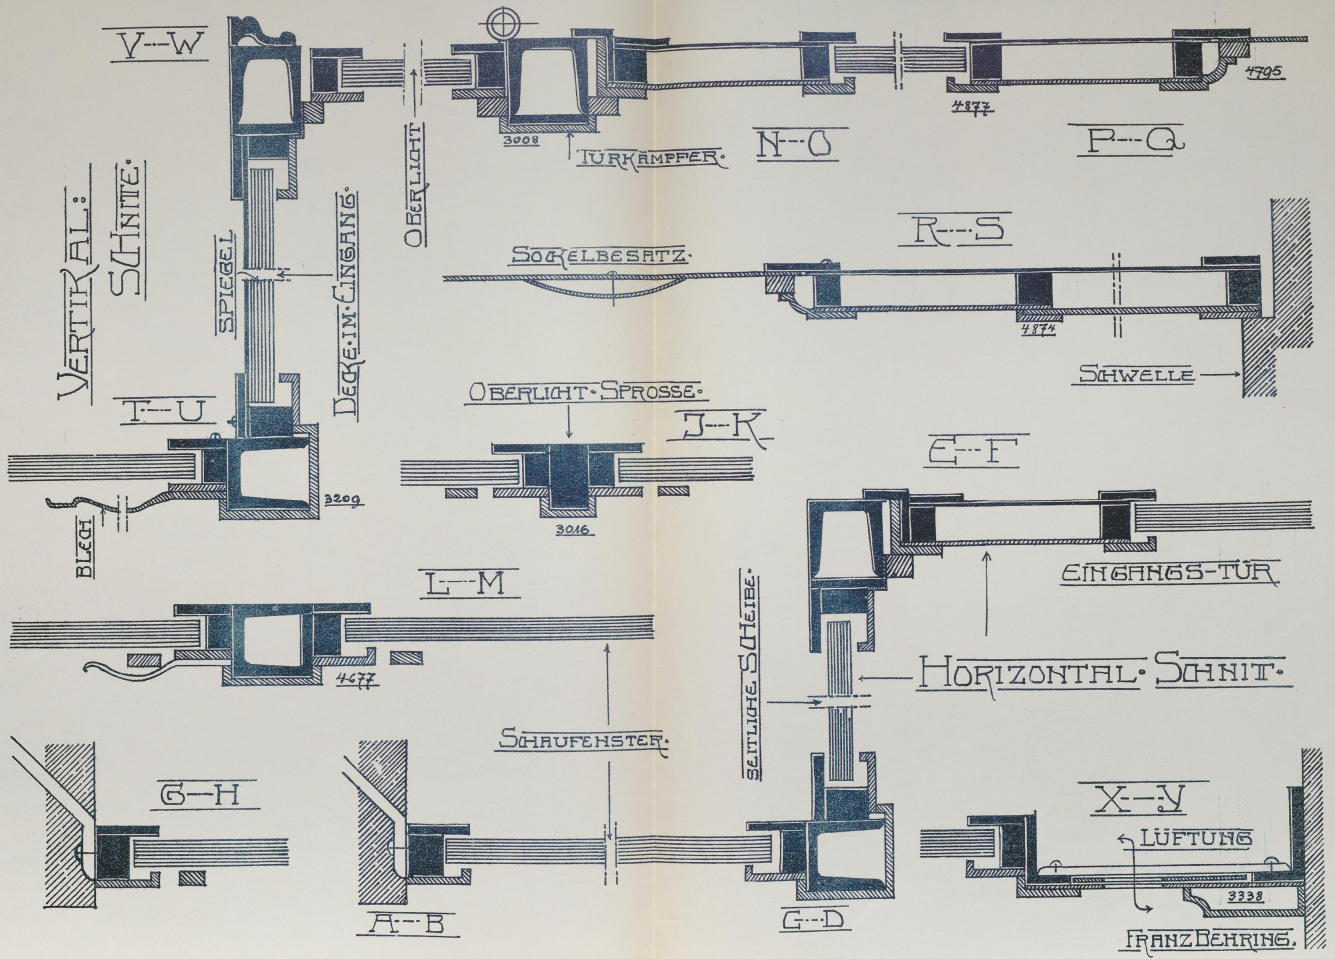 V---W
VERTIKAL:
SCHNITE.
OBERLICHT
3008
TÜRKÄMPFER.
N---O
4877
P---Q
4795
SPIEGEL
DECKE·IM·EINGANG.
SOCKELBESATZ.
R---S
4874
SCHWELLE
T---U
3209
BLECH
OBERLICHT·SPROSSE.
J---K
3016
E---F
EINGANGS-TÜR
L---M
4677
SCHAUFENSTER.
SEITLICHE SCHEIBE.
HORIZONTAL·SCHNITT.
G---H
A---B
C---D
X---Y
LÜFTUNG
3338
FRANZ BEHRING.